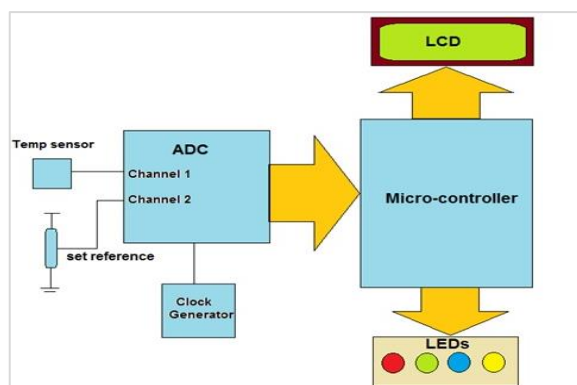 LCD
Temp sensor
ADC
Channel 1
Channel 2
Micro-controller
set reference
Clock
Generator
LEDs